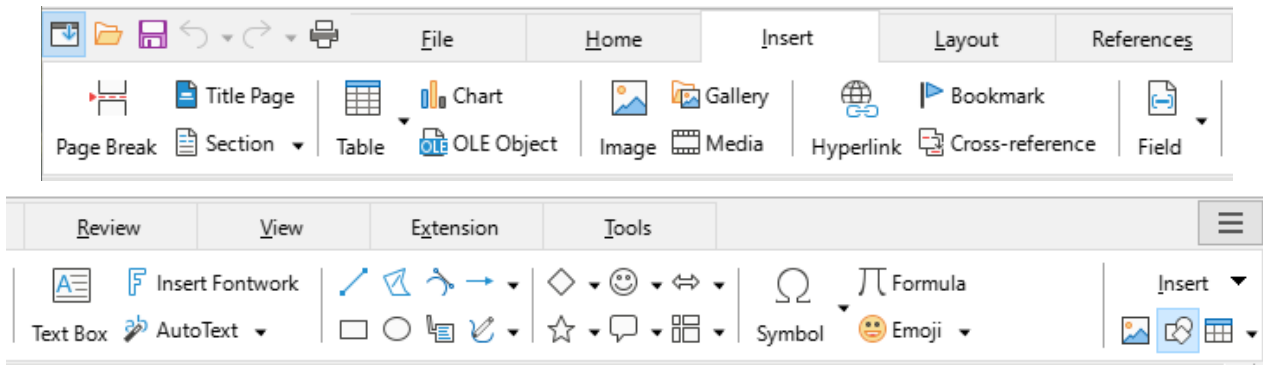 File Home Insert Layout References
Title Page Chart Gallery Bookmark
Page Break Section Table OLE OLE Object Image Media Hyperlink Cross-reference Field
Review View Extension Tools
A F Insert Fontwork Ω Π Formula Insert
Text Box AutoText Symbol Emoji